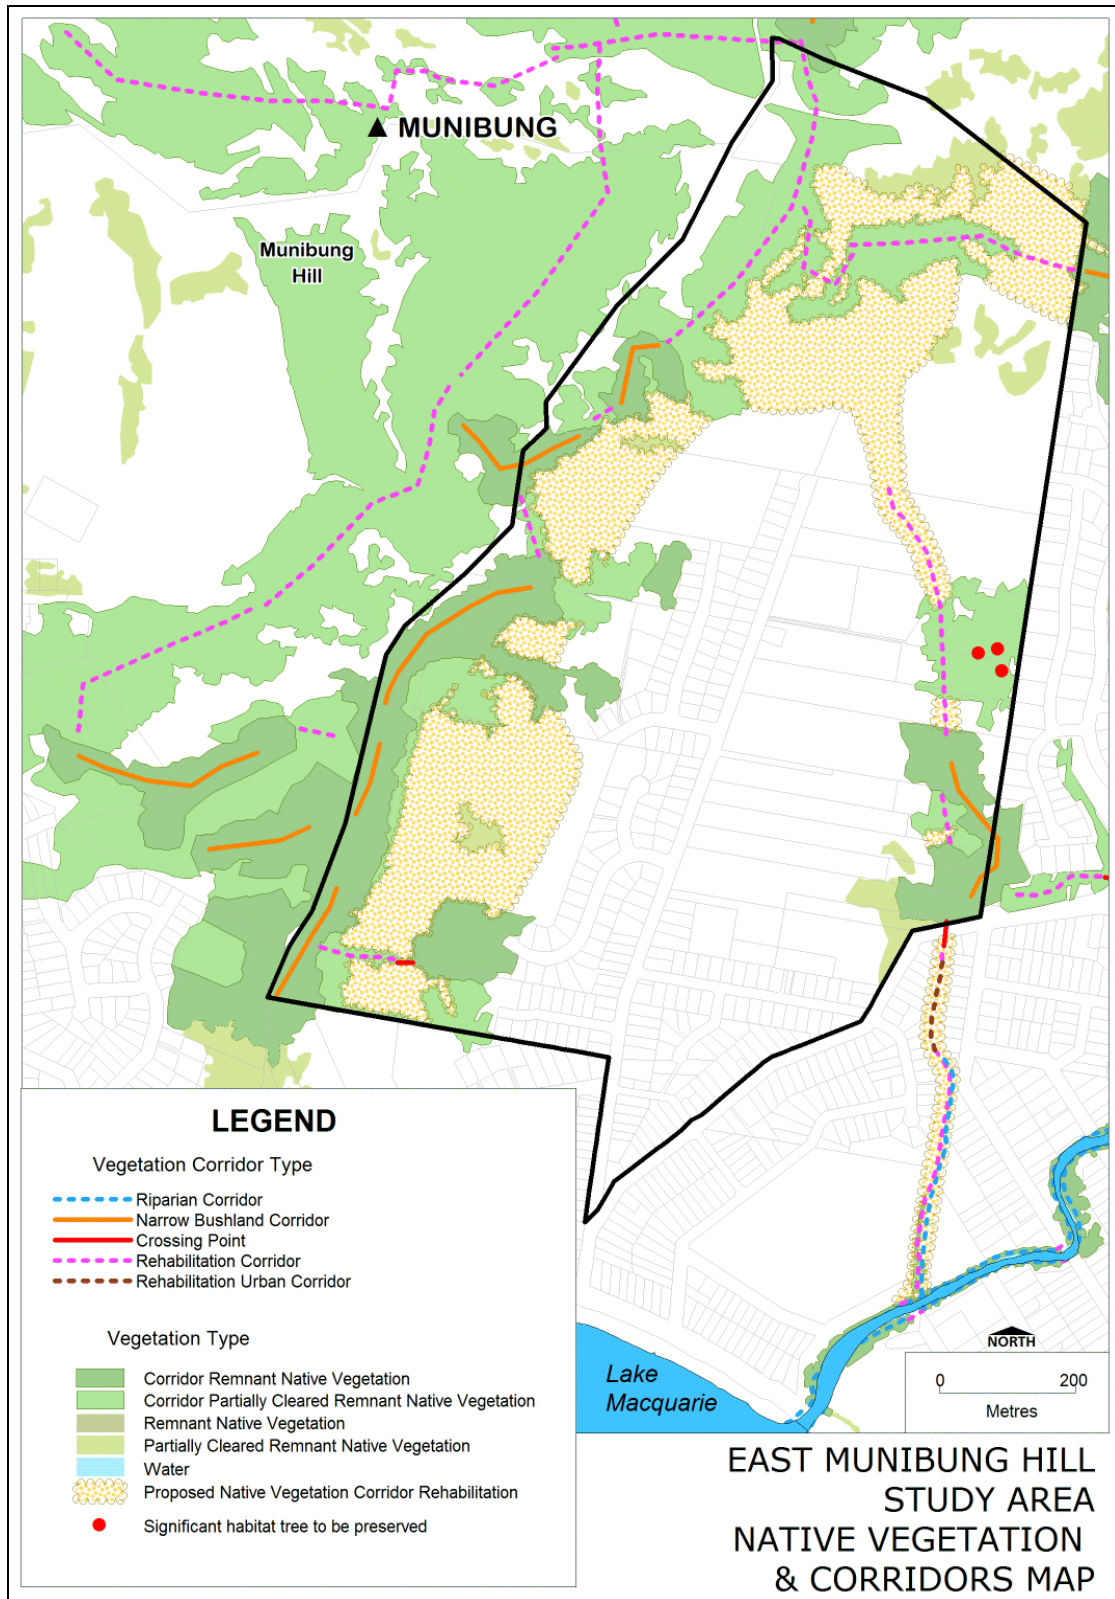 MUNIBUNG
Munibung
Hill
LEGEND
Vegetation Corridor Type
Riparian Corridor
Narrow Bushland Corridor
Crossing Point
Rehabilitation Corridor
Rehabilitation Urban Corridor
Vegetation Type
Corridor Remnant Native Vegetation
Corridor Partially Cleared Remnant Native Vegetation
Remnant Native Vegetation
Partially Cleared Remnant Native Vegetation
Water
Proposed Native Vegetation Corridor Rehabilitation
Significant habitat tree to be preserved
Lake
Macquarie
NORTH
0 200
Metres
EAST MUNIBUNG HILL
STUDY AREA
NATIVE VEGETATION
& CORRIDORS MAP